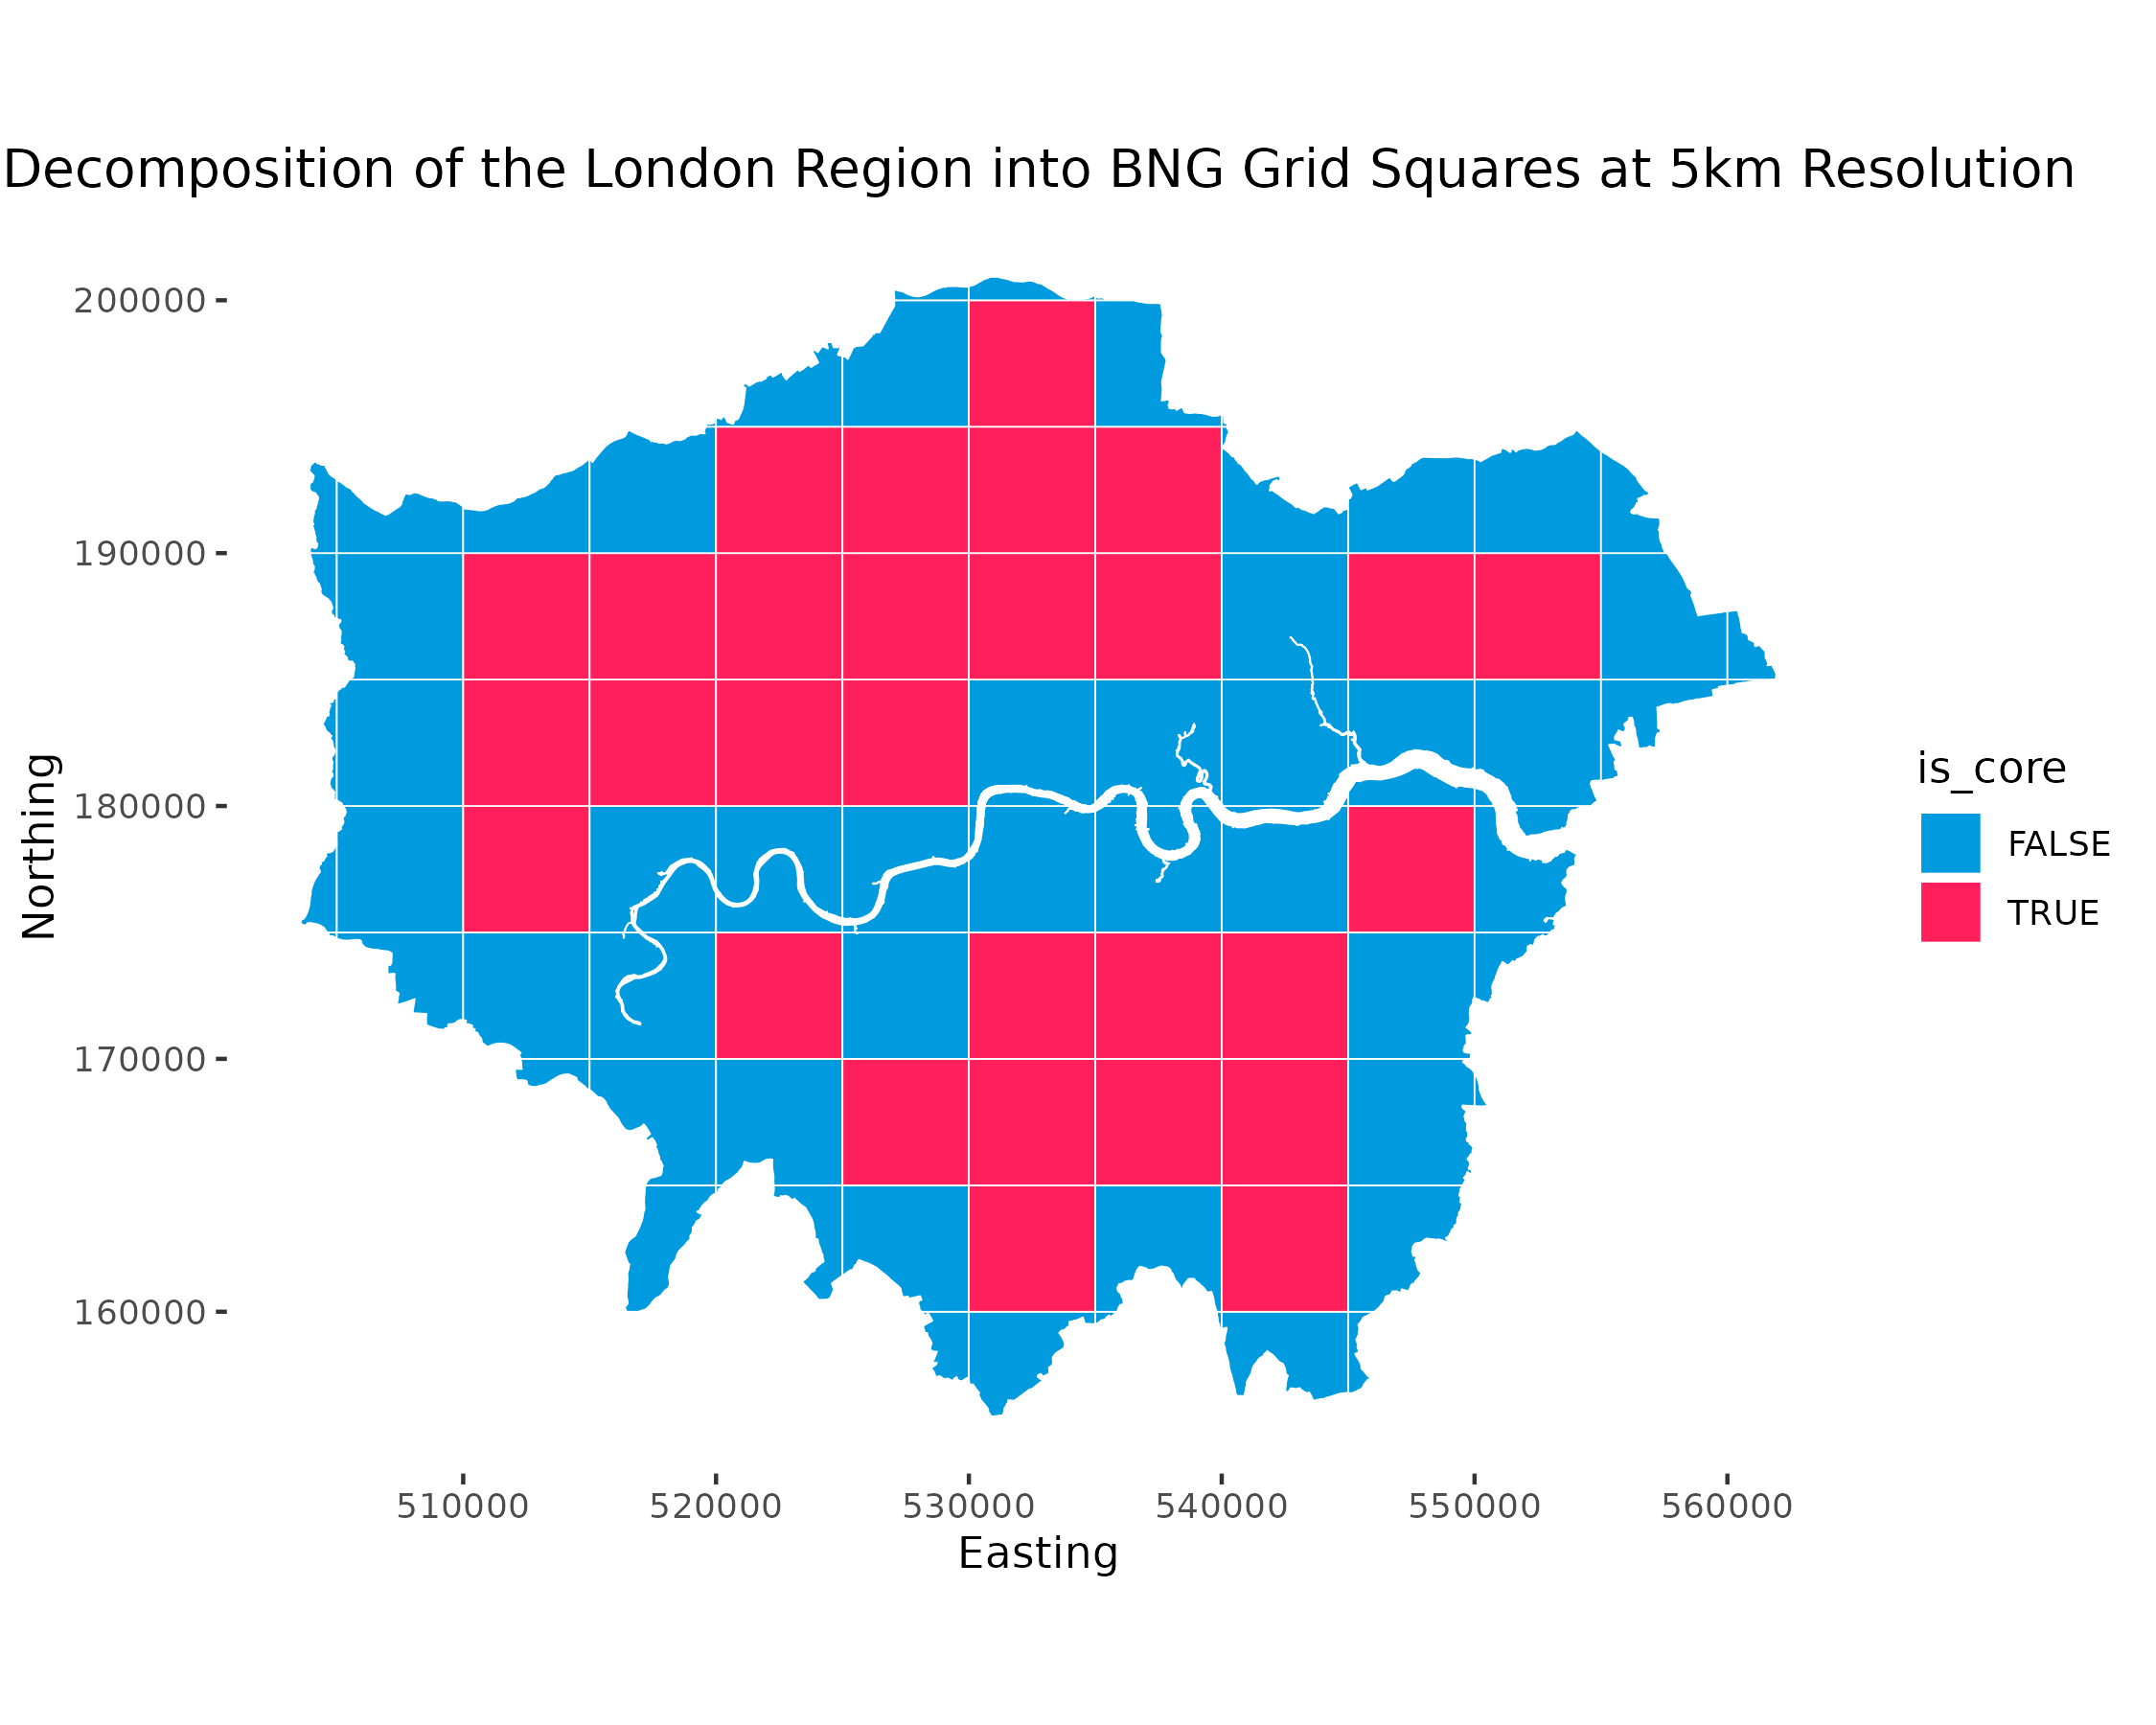 Decomposition of the London Region into BNG Grid Squares at 5km Resolution
200000
190000
180000
170000
160000
Northing
510000 520000 530000 540000 550000 560000
Easting
is_core
FALSE
TRUE